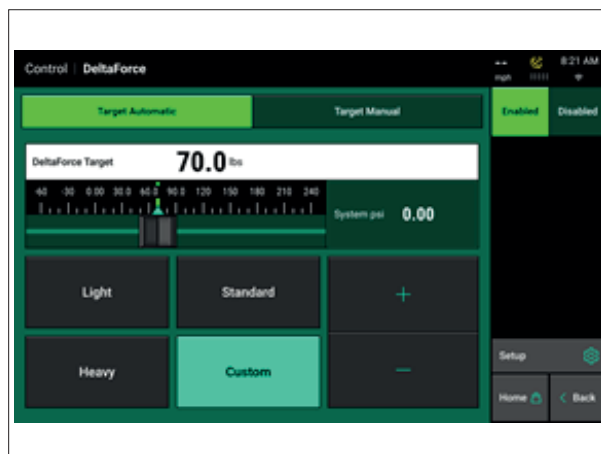 Control | DeltaForce
-- mph
8:21 AM
Target Automatic Target Manual
Enabled Disabled
DeltaForce Target 70.0 lbs
-60 -30 0.00 30.0 60.0 90.0 120 150 180 210 240
System psi 0.00
Light Standard +
Heavy Custom −
Setup
Home < Back